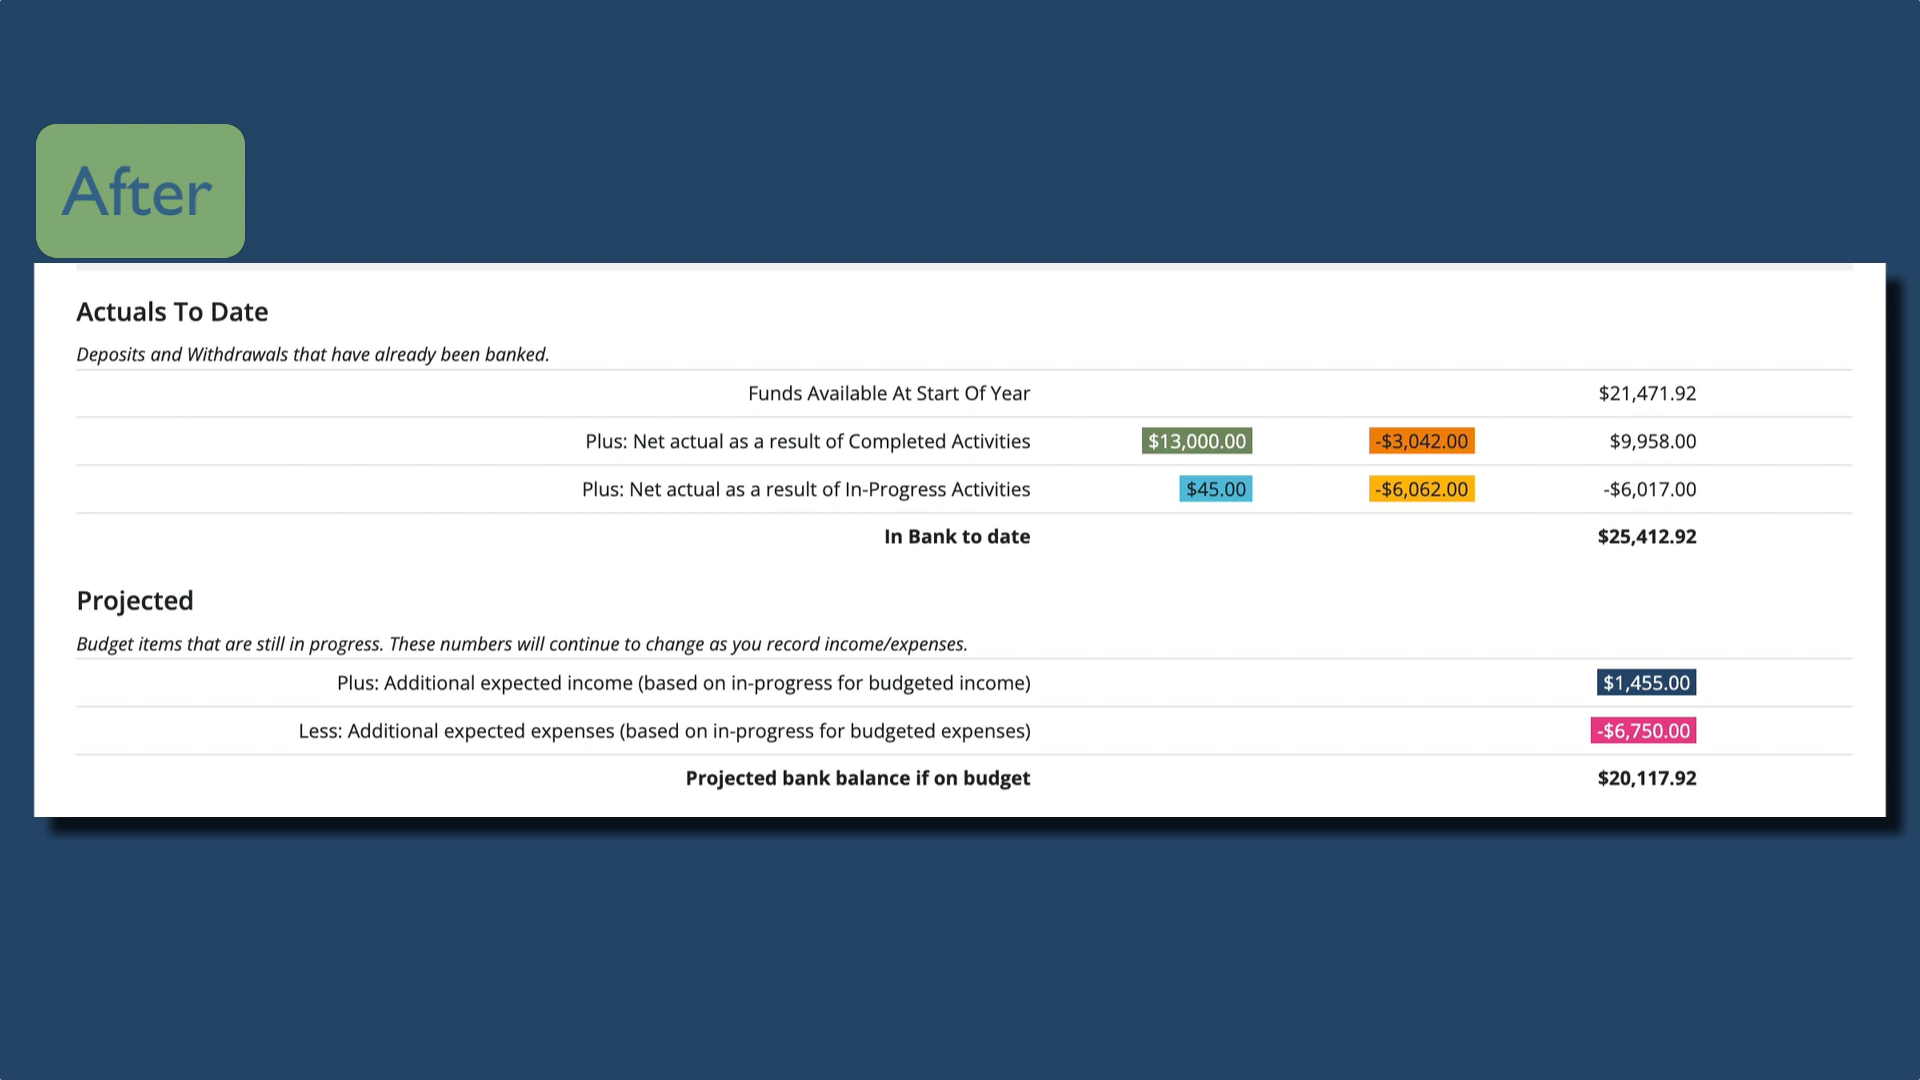 After
Actuals To Date
Deposits and Withdrawals that have already been banked.
Funds Available At Start Of Year $21,471.92
Plus: Net actual as a result of Completed Activities $13,000.00 -$3,042.00 $9,958.00
Plus: Net actual as a result of In-Progress Activities $45.00 -$6,062.00 -$6,017.00
In Bank to date $25,412.92
Projected
Budget items that are still in progress. These numbers will continue to change as you record income/expenses.
Plus: Additional expected income (based on in-progress for budgeted income) $1,455.00
Less: Additional expected expenses (based on in-progress for budgeted expenses) -$6,750.00
Projected bank balance if on budget $20,117.92